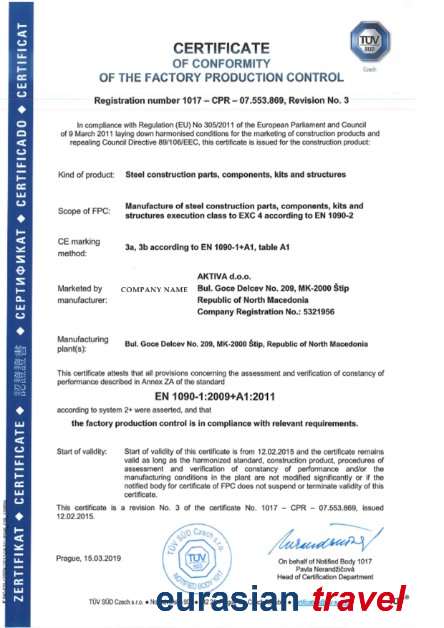 ZERTIFIKAT ◆ CERTIFICATE ◆ 認證證書 ◆ СЕРТИФИКАТ ◆ CERTIFICADO ◆ CERTIFICAT
TÜV
SÜD
Czech
CERTIFICATE
OF CONFORMITY
OF THE FACTORY PRODUCTION CONTROL
Registration number 1017 – CPR – 07.553.869, Revision No. 3
In compliance with Regulation (EU) No 305/2011 of the European Parliament and Council
of 9 March 2011 laying down harmonised conditions for the marketing of construction products and
repealing Council Directive 89/106/EEC, this certificate is issued for the construction product:
Kind of product: Steel construction parts, components, kits and structures
Scope of FPC: Manufacture of steel construction parts, components, kits and
structures execution class to EXC 4 according to EN 1090-2
CE marking
method: 3a, 3b according to EN 1090-1+A1, table A1
AKTIVA d.o.o.
Marketed by
manufacturer: COMPANY NAME Bul. Goce Delcev No. 209, MK-2000 Štip
Republic of North Macedonia
Company Registration No.: 5321956
Manufacturing
plant(s): Bul. Goce Delcev No. 209, MK-2000 Štip, Republic of North Macedonia
This certificate attests that all provisions concerning the assessment and verification of constancy of
performance described in Annex ZA of the standard
EN 1090-1:2009+A1:2011
according to system 2+ were asserted, and that
the factory production control is in compliance with relevant requirements.
Start of validity: Start of validity of this certificate is from 12.02.2015 and the certificate remains
valid as long as the harmonized standard, construction product, procedures of
assessment and verification of constancy of performance and/or the
manufacturing conditions in the plant are not modified significantly or if the
notified body for certificate of FPC does not suspend or terminate validity of this
certificate.
This certificate is a revision No. 3 of the certificate No. 1017 – CPR – 07.553.869, issued
12.02.2015.
Prague, 15.03.2019
TÜV SÜD Czech s.r.o.
TÜV
NOTIFIED BODY 1017
On behalf of Notified Body 1017
Pavla Nerandžičová
Head of Certification Department
TÜV SÜD Czech s.r.o.
eurasian travel